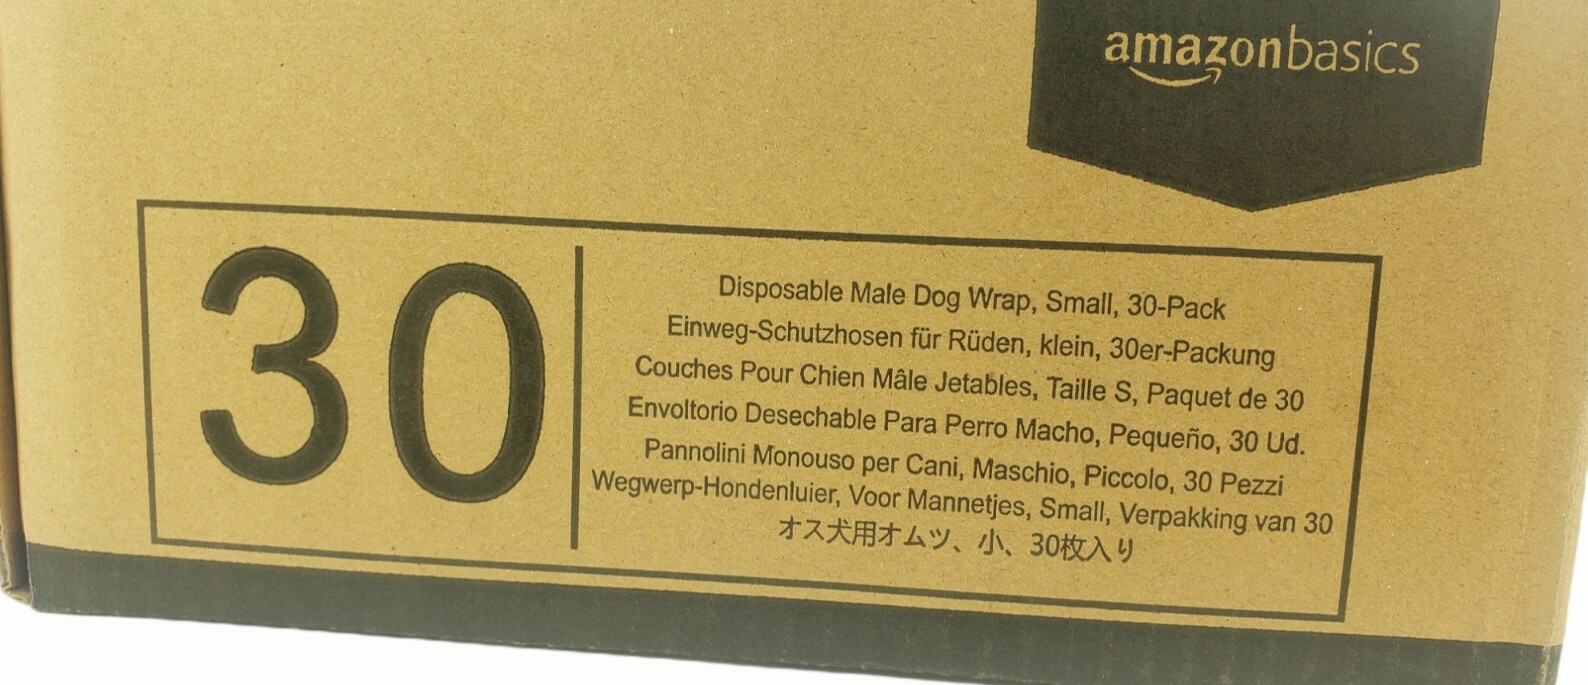 amazonbasics
30
Disposable Male Dog Wrap, Small, 30-Pack
Einweg-Schutzhosen für Rüden, klein, 30er-Packung
Couches Pour Chien Mâle Jetables, Taille S, Paquet de 30
Envoltorio Desechable Para Perro Macho, Pequeño, 30 Ud.
Pannolini Monouso per Cani, Maschio, Piccolo, 30 Pezzi
Wegwerp-Hondenluier, Voor Mannetjes, Small, Verpakking van 30
オス犬用オムツ、小、30枚入り